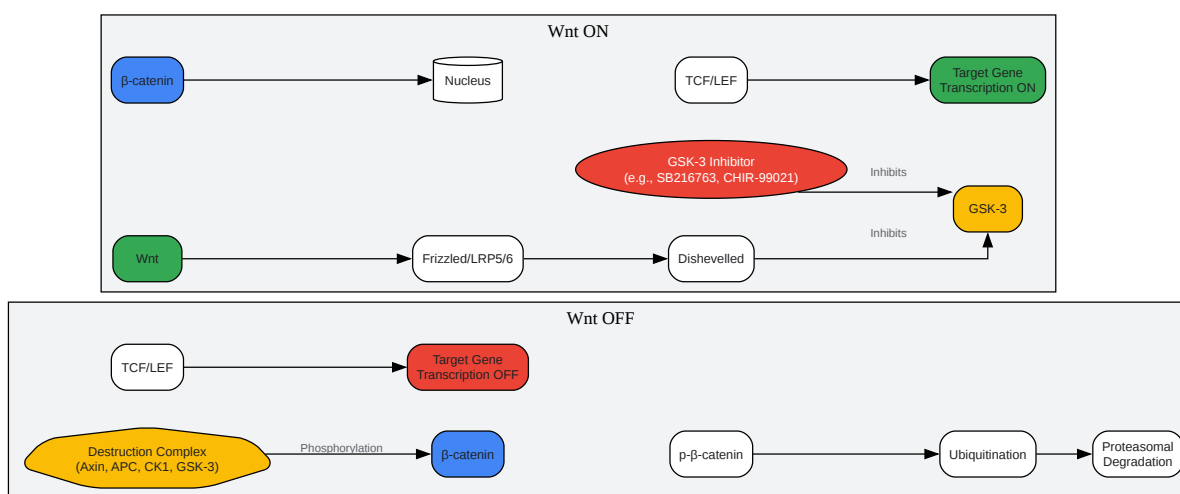 Wnt ON
β-catenin
Nucleus
TCF/LEF
Target Gene
Transcription ON
GSK-3 Inhibitor
(e.g., SB216763, CHIR-99021)
Inhibits
GSK-3
Wnt
Frizzled/LRP5/6
Dishevelled
Inhibits
Wnt OFF
TCF/LEF
Target Gene
Transcription OFF
Destruction Complex
(Axin, APC, CK1, GSK-3)
Phosphorylation
β-catenin
p-β-catenin
Ubiquitination
Proteasomal
Degradation